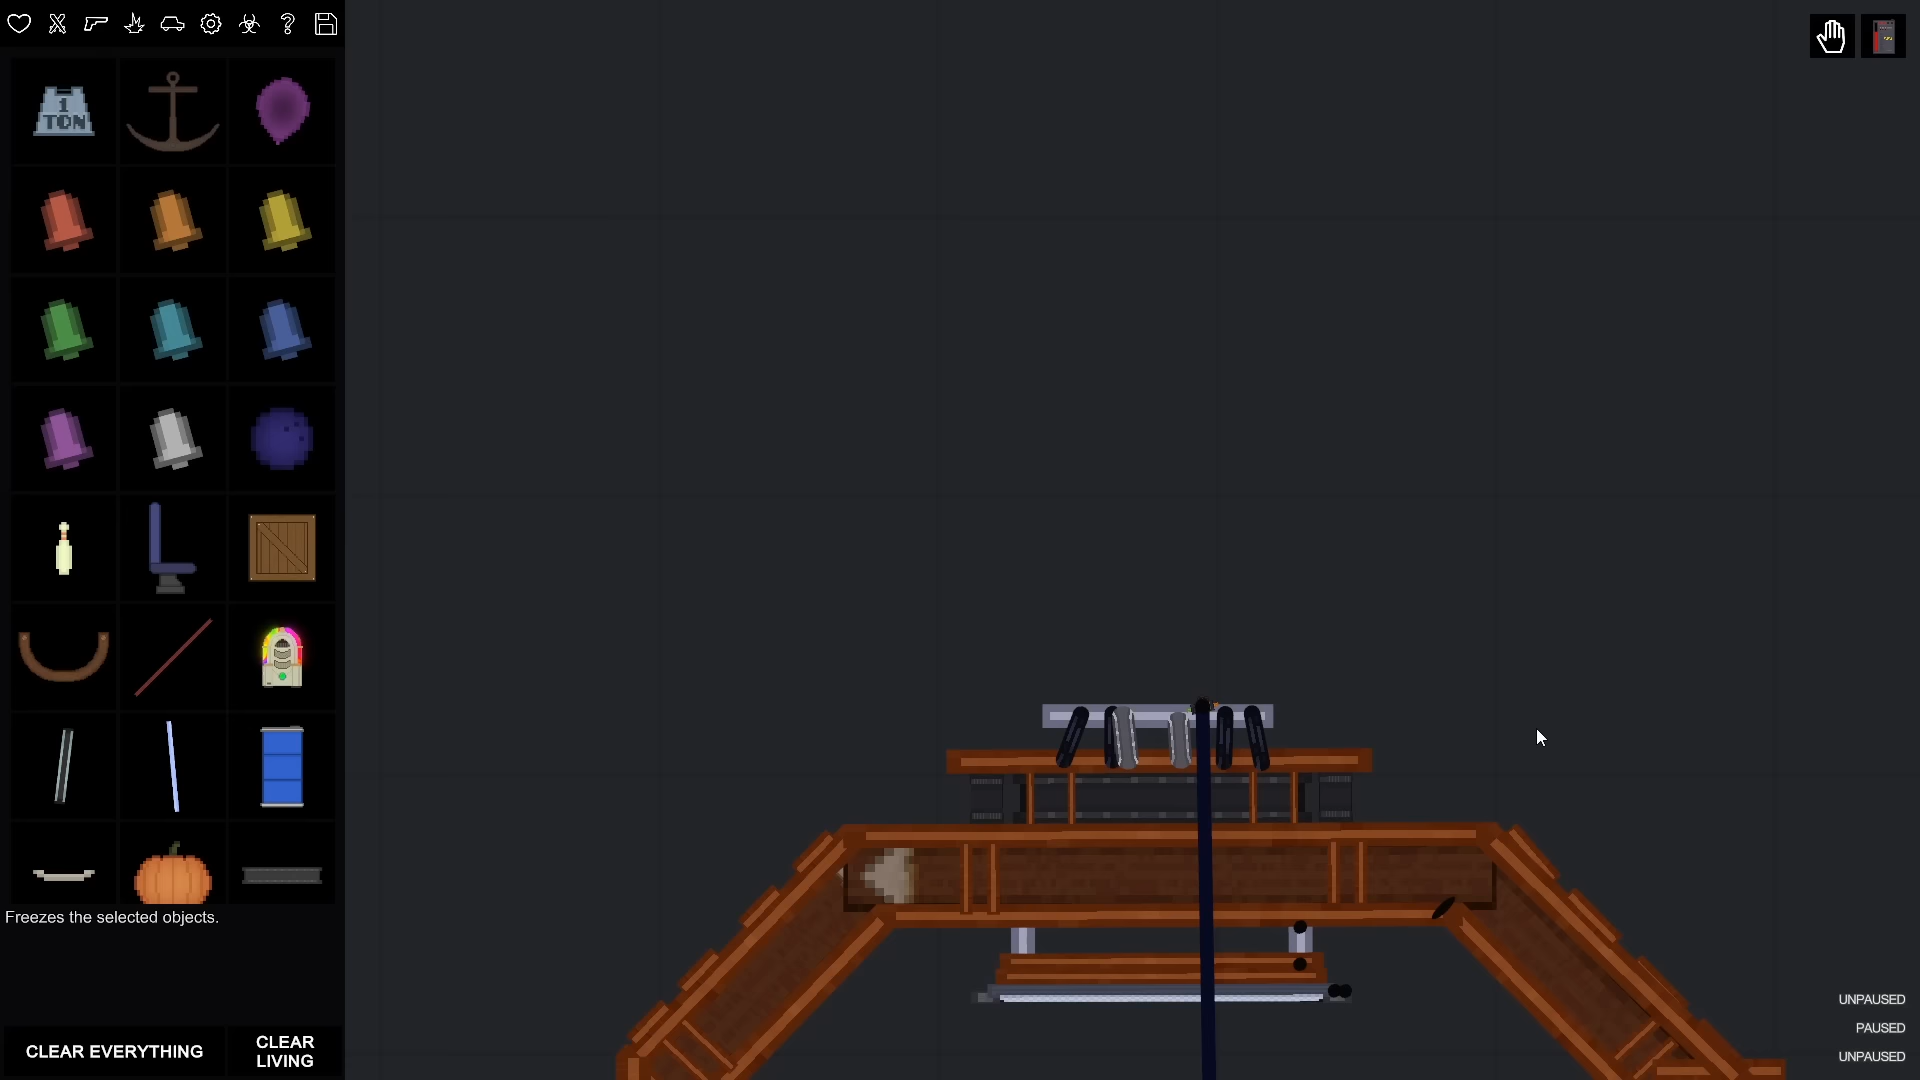 1
TON
Freezes the selected objects.
CLEAR EVERYTHING
CLEAR
LIVING
UNPAUSED
PAUSED
UNPAUSED